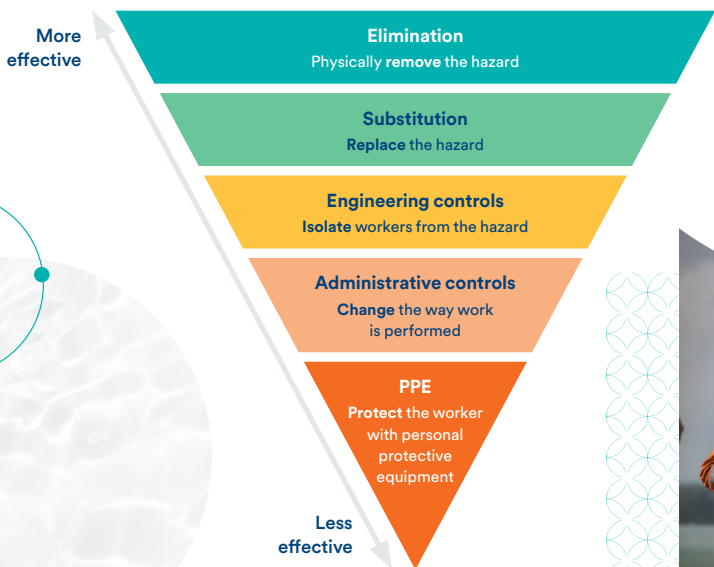 More
effective
Elimination
Physically remove the hazard
Substitution
Replace the hazard
Engineering controls
Isolate workers from the hazard
Administrative controls
Change the way work
is performed
PPE
Protect the worker
with personal
protective
equipment
Less
effective